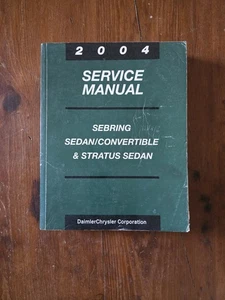 2004
SERVICE
MANUAL
SEBRING
SEDAN/CONVERTIBLE
& STRATUS SEDAN
DaimlerChrysler Corporation